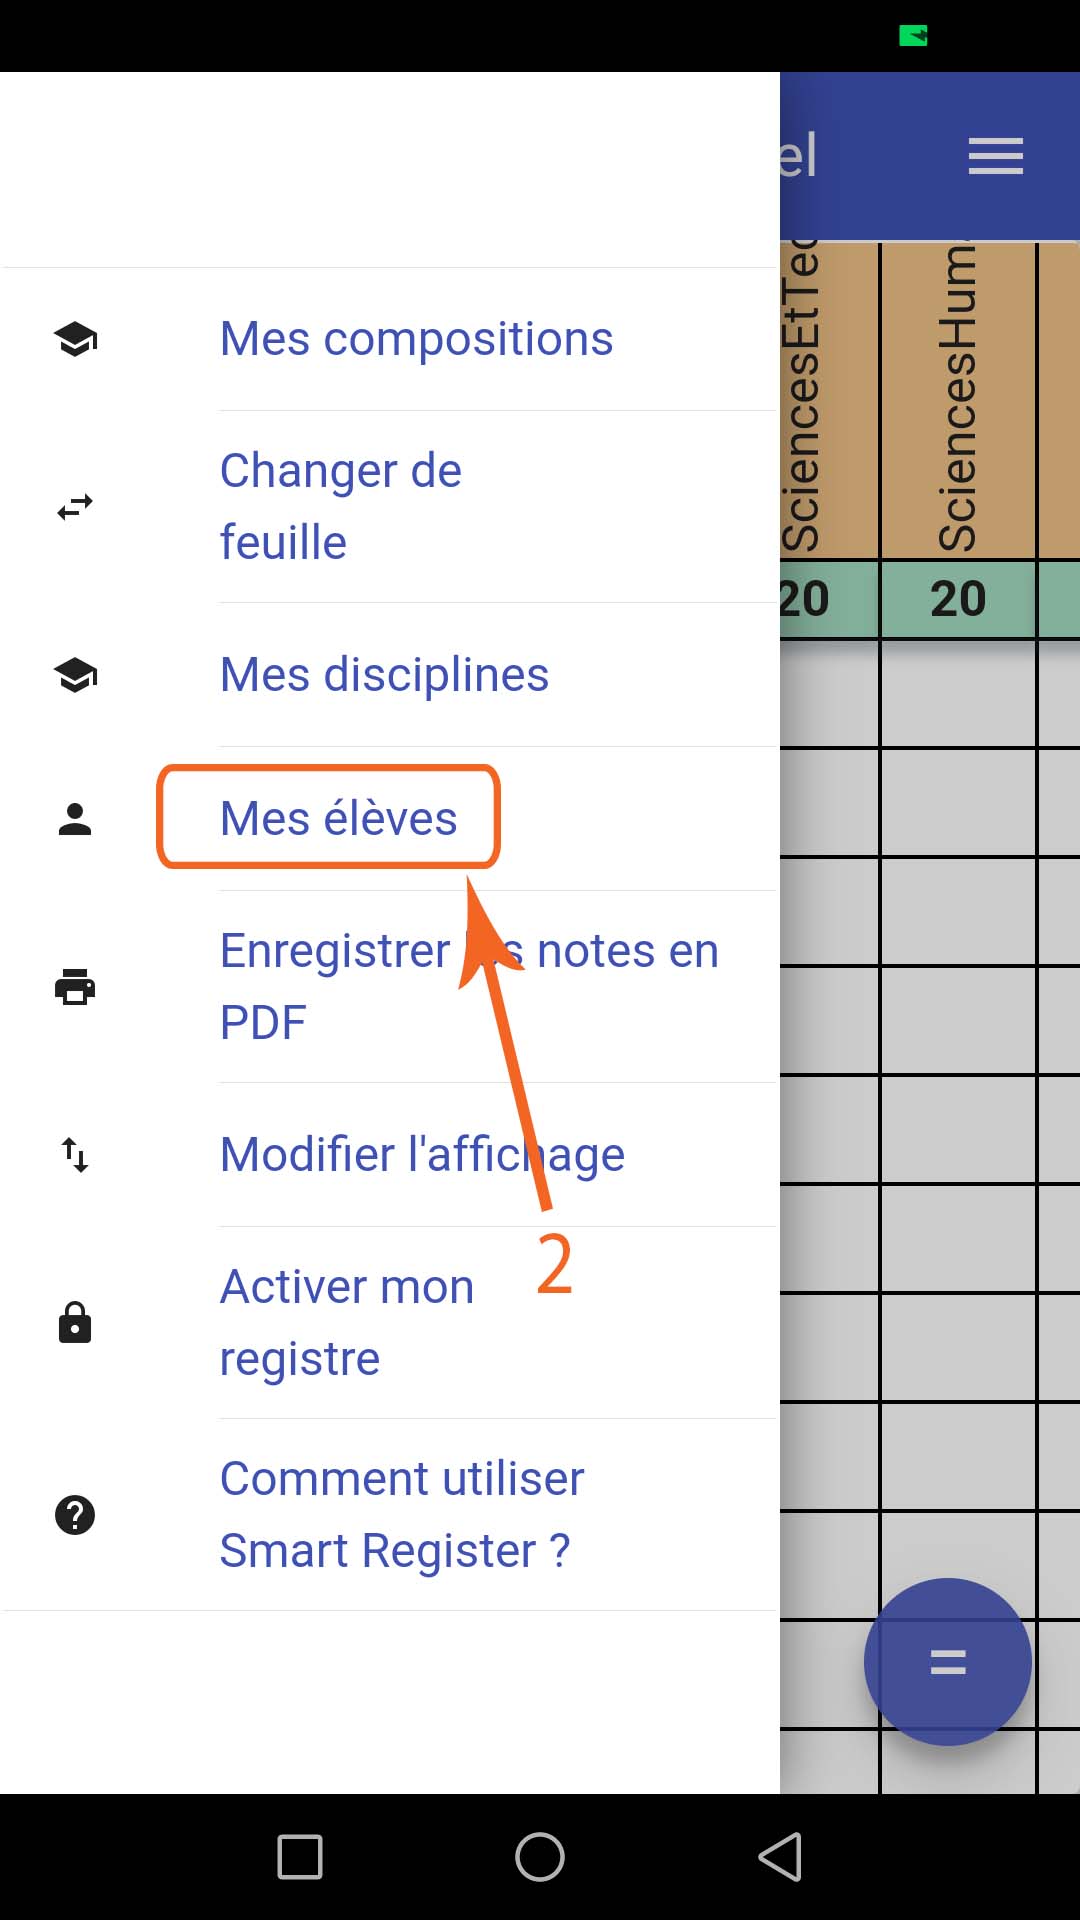 el
SciencesEtTec
SciencesHum
20
20
Mes compositions
Changer de
feuille
Mes disciplines
Mes élèves
Enregistrer les notes en
PDF
Modifier l'affichage
2
Activer mon
registre
Comment utiliser
Smart Register ?
=